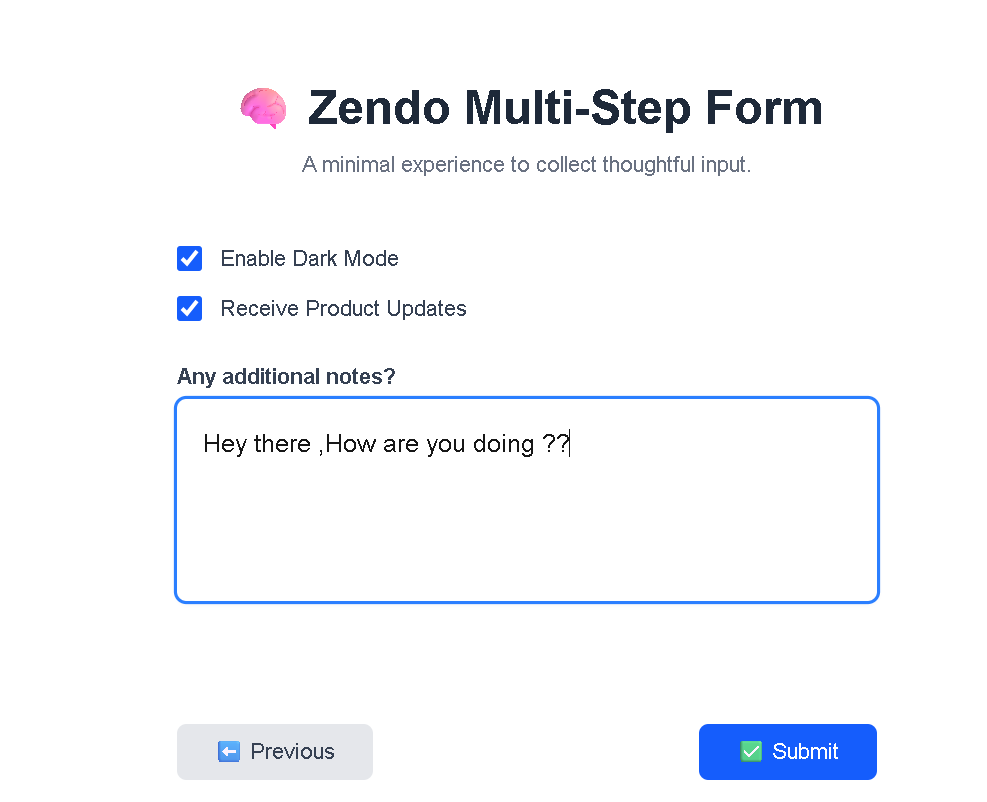 🧠 Zendo Multi-Step Form
A minimal experience to collect thoughtful input.
Enable Dark Mode
Receive Product Updates
Any additional notes?
Hey there ,How are you doing ??
⬅️ Previous
✅ Submit